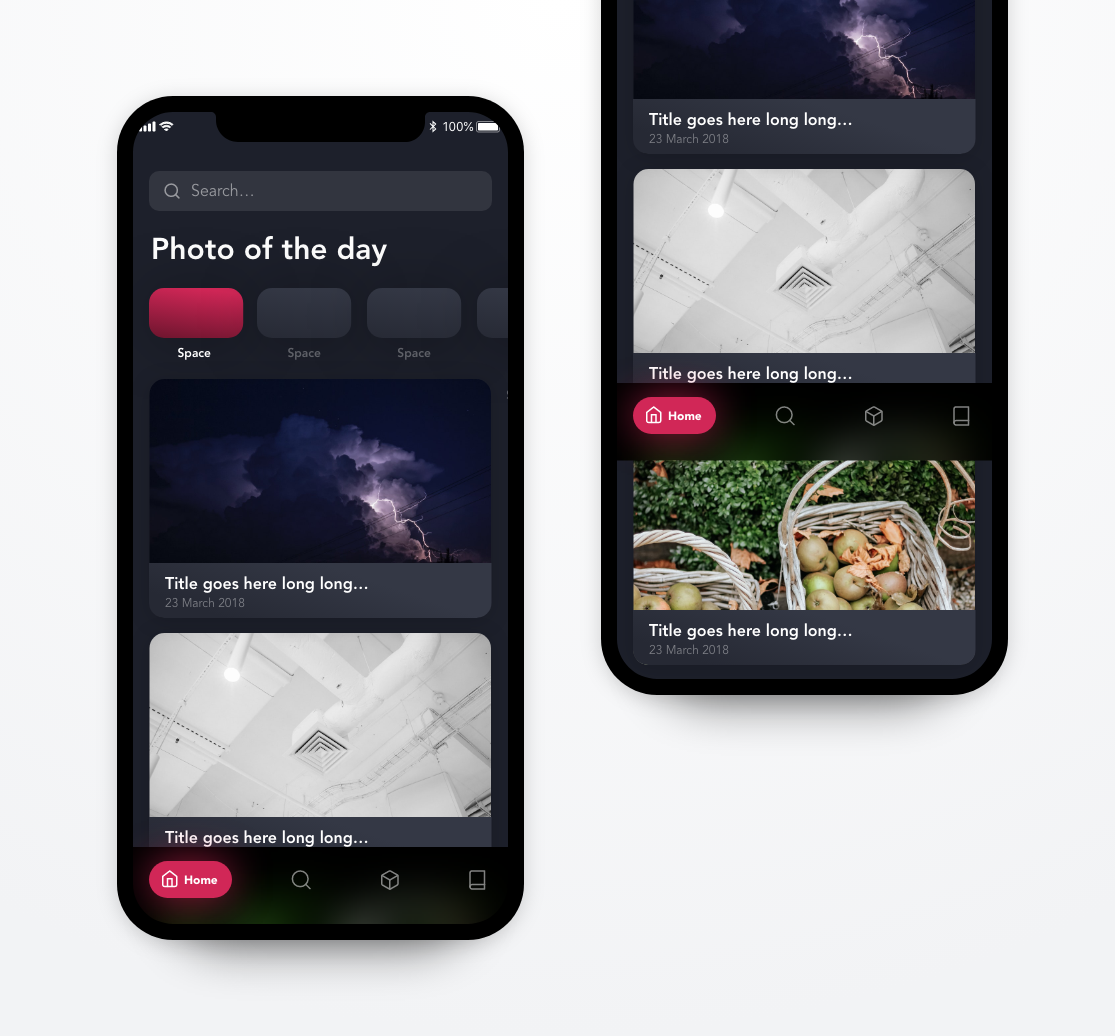 100%
Search...
Photo of the day
Space
Space
Space
Title goes here long long...
23 March 2018
Title goes here long long...
Home
Title goes here long long...
23 March 2018
Title goes here long long...
Home
Title goes here long long...
23 March 2018